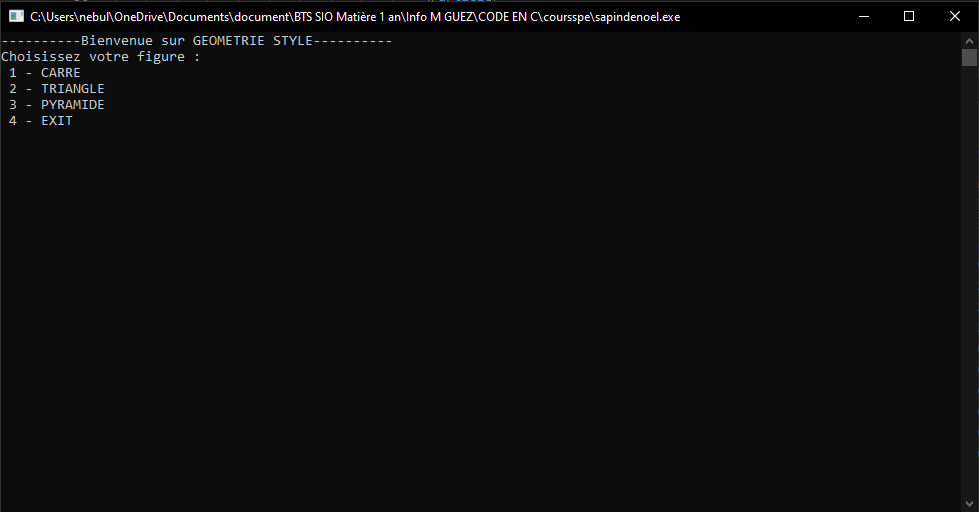 C:\Users\nebul\OneDrive\Documents\document\BTS SIO Matière 1 an\Info M GUEZ\CODE EN C\coursspe\sapindenoel.exe
----------Bienvenue sur GEOMETRIE STYLE----------
Choisissez votre figure :
1 - CARRE
2 - TRIANGLE
3 - PYRAMIDE
4 - EXIT